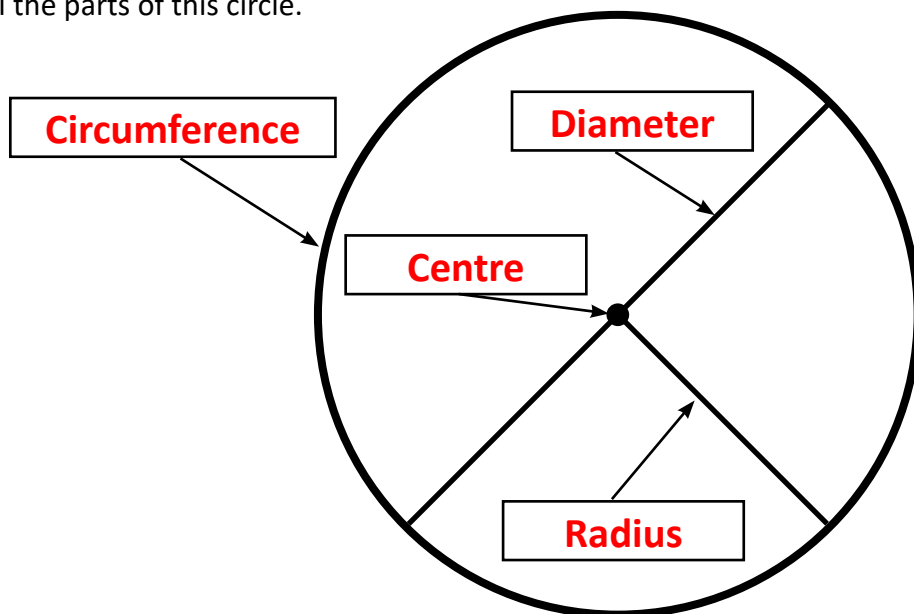 the parts of this circle.
Circumference
Diameter
Centre
Radius